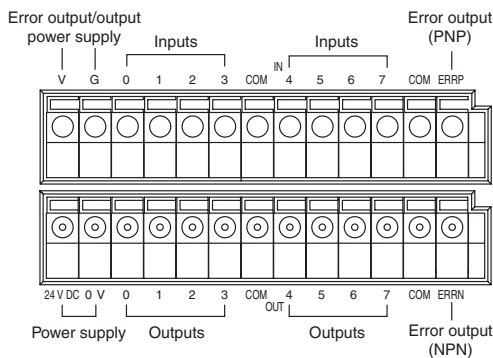 Error output/output
power supply
Inputs
Inputs
Error output
(PNP)
V G 0 1 2 3 COM IN 4 5 6 7 COM ERRP
24 V DC 0 V 0 1 2 3 COM OUT 4 5 6 7 COM ERRN
Power supply
Outputs
Outputs
Error output
(NPN)